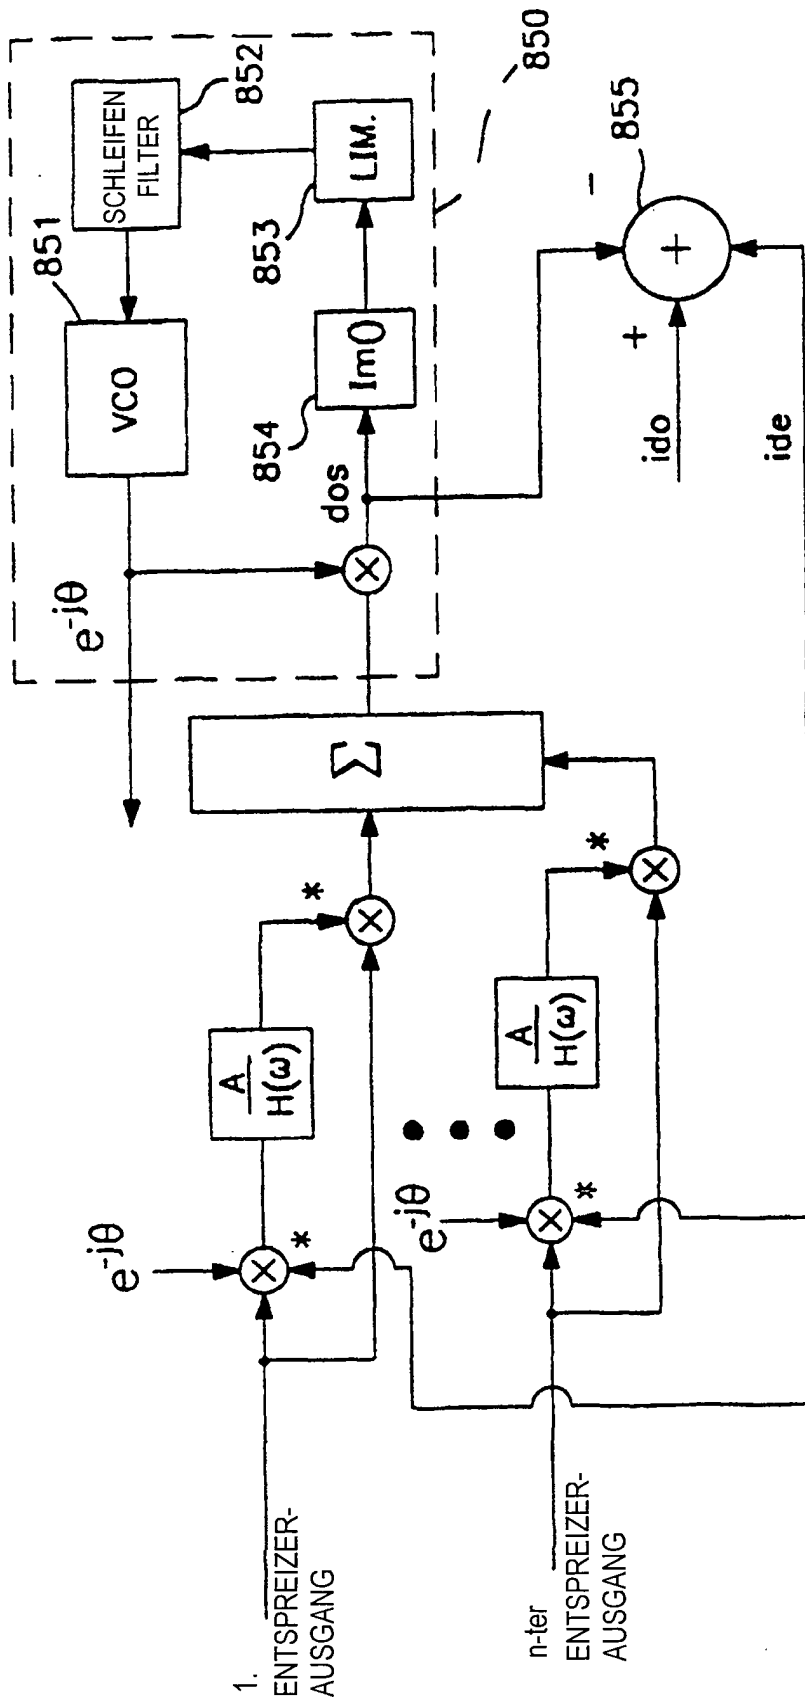 1.
ENTSPREIZER-
AUSGANG
n-ter
ENTSPREIZER-
AUSGANG
e^-jθ
*
A
H(ω)
*
e^-jθ
*
A
H(ω)
*
Σ
e^-jθ
VCO
851
SCHLEIFEN
FILTER
852
LIM.
853
Im()
854
dos
850
855
+
−
+
ido
ide